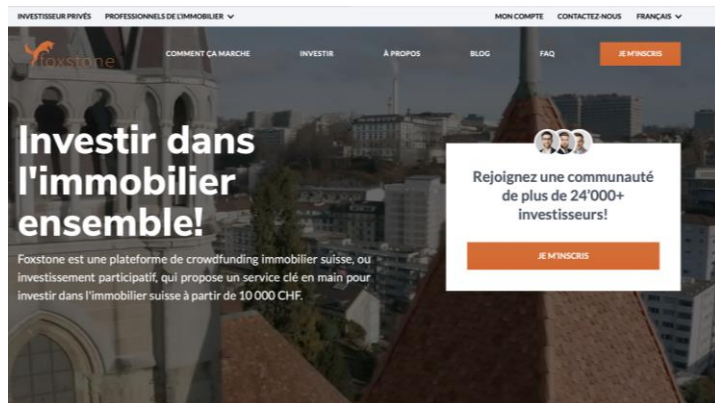 INVESTISSEUR PRIVÉS PROFESSIONNELS DE L'IMMOBILIER MON COMPTE CONTACTEZ-NOUS FRANÇAIS
foxstone COMMENT ÇA MARCHE INVESTIR À PROPOS BLOG FAQ JE M'INSCRIS
Investir dans
l'immobilier
ensemble!
Foxstone est une plateforme de crowdfunding immobilier suisse, ou
investissement participatif, qui propose un service clé en main pour
investir dans l'immobilier suisse à partir de 10 000 CHF.
Rejoignez une communauté
de plus de 24'000+
investisseurs!
JE M'INSCRIS